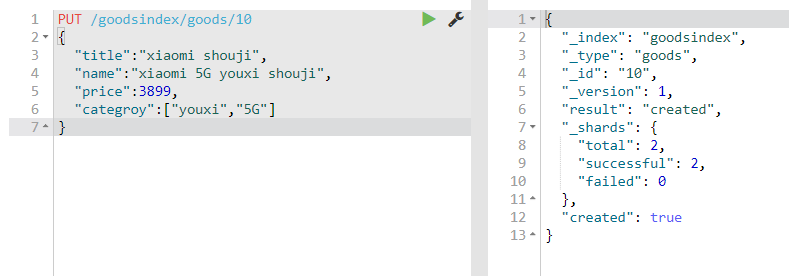 1 PUT /goodsindex/goods/10
2 {
3 "title":"xiaomi shouji",
4 "name":"xiaomi 5G youxi shouji",
5 "price":3899,
6 "categroy":["youxi","5G"]
7 }
1 {
2 "_index": "goodsindex",
3 "_type": "goods",
4 "_id": "10",
5 "_version": 1,
6 "result": "created",
7 "_shards": {
8 "total": 2,
9 "successful": 2,
10 "failed": 0
11 },
12 "created": true
13 }